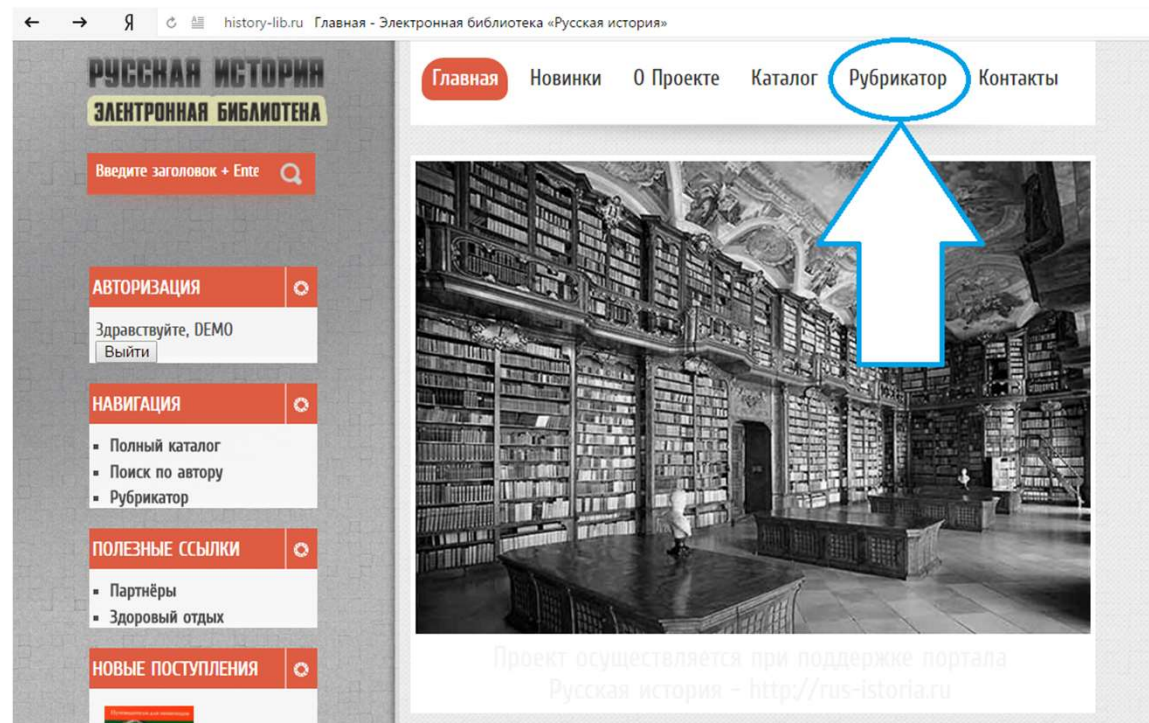 history-lib.ru Главная - Электронная библиотека «Русская история»
РУССКАЯ ИСТОРИЯ
ЭЛЕКТРОННАЯ БИБЛИОТЕКА
Главная Новинки О Проекте Каталог Рубрикатор Контакты
Введите заголовок + Ente
АВТОРИЗАЦИЯ
Здравствуйте, DEMO
Выйти
НАВИГАЦИЯ
Полный каталог
Поиск по автору
Рубрикатор
ПОЛЕЗНЫЕ ССЫЛКИ
Партнёры
Здоровый отдых
НОВЫЕ ПОСТУПЛЕНИЯ
Проект осуществляется при поддержке портала
Русская история - http://rus-istoria.ru